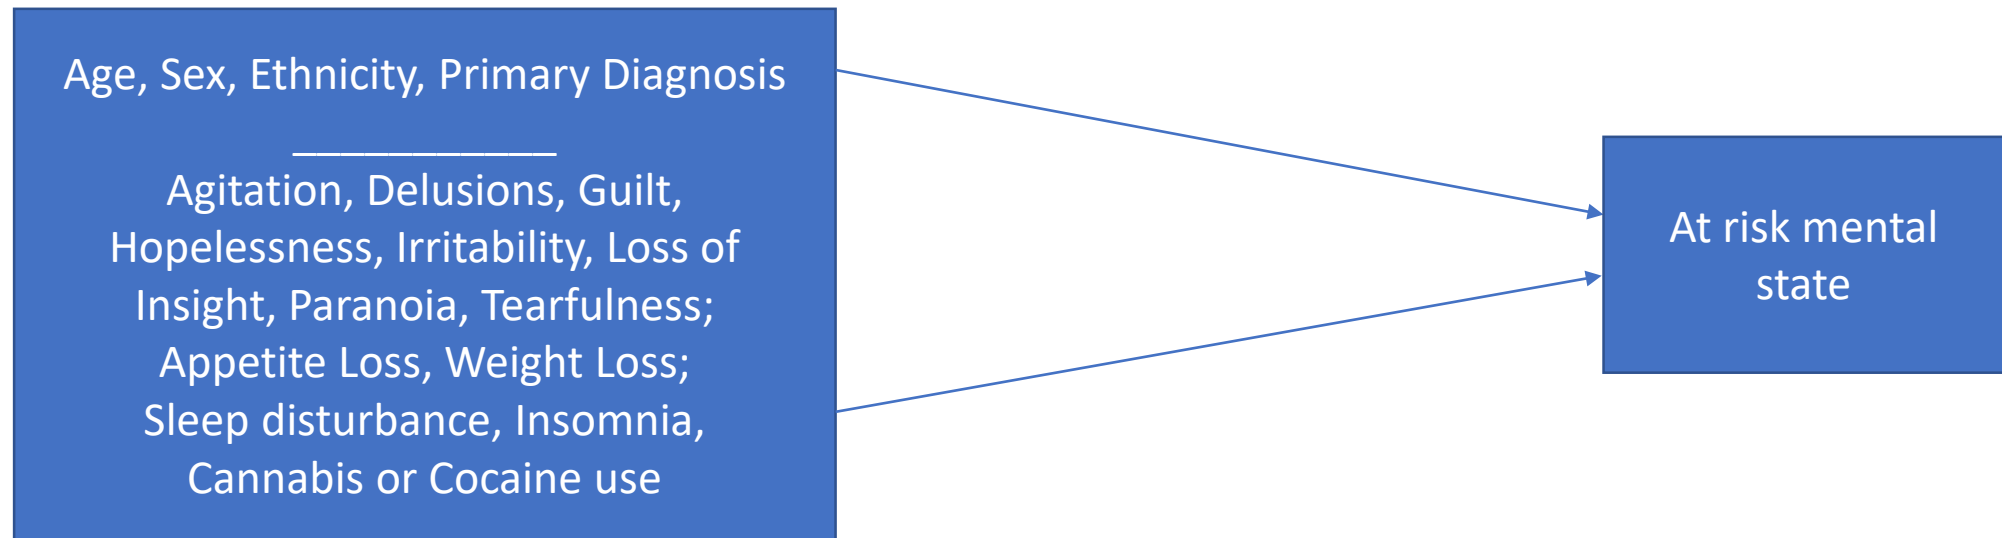 Age, Sex, Ethnicity, Primary Diagnosis
___________
Agitation, Delusions, Guilt,
Hopelessness, Irritability, Loss of
Insight, Paranoia, Tearfulness;
Appetite Loss, Weight Loss;
Sleep disturbance, Insomnia,
Cannabis or Cocaine use
At risk mental
state